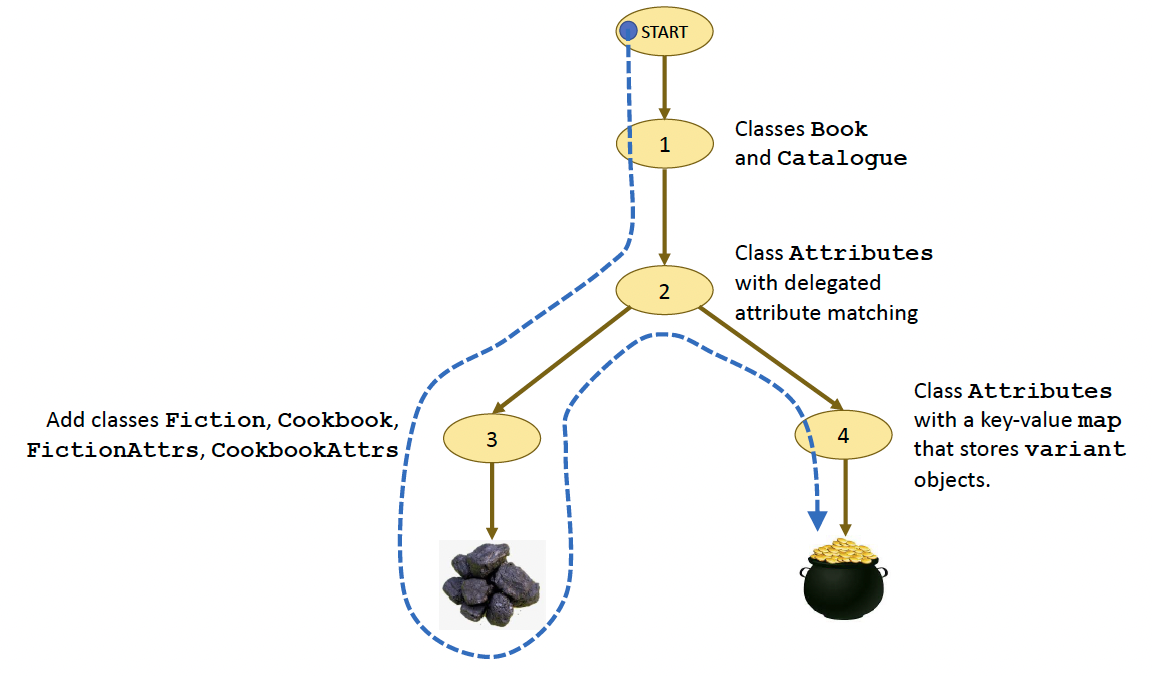 START
1
Classes Book
and Catalogue
2
Class Attributes
with delegated
attribute matching
Add classes Fiction, Cookbook,
FictionAttrs, CookbookAttrs
3
4
Class Attributes
with a key-value map
that stores variant
objects.